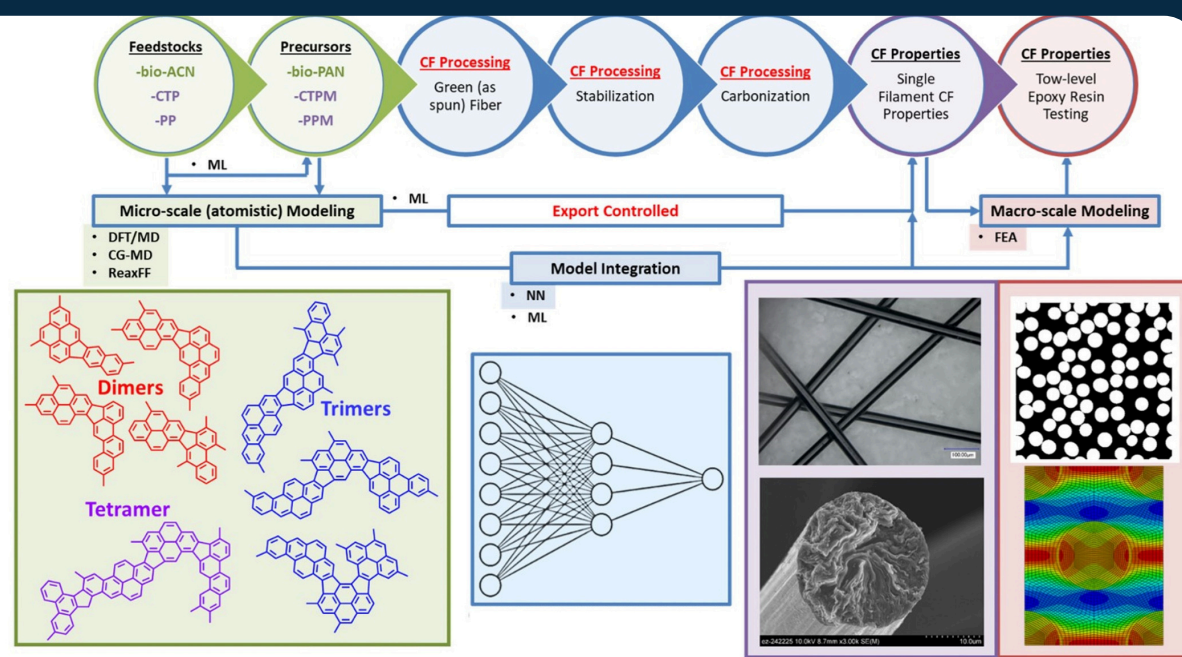 Feedstocks
-bio-ACN
-CTP
-PP
Precursors
-bio-PAN
-CTPM
-PPM
CF Processing
Green (as
spun) Fiber
CF Processing
Stabilization
CF Processing
Carbonization
CF Properties
Single
Filament CF
Properties
CF Properties
Tow-level
Epoxy Resin
Testing
• ML
Micro-scale (atomistic) Modeling
• ML
Export Controlled
Macro-scale Modeling
• DFT/MD
• CG-MD
• ReaxFF
• FEA
Model Integration
• NN
• ML
Dimers
Trimers
Tetramer
100.00µm
ez-242225 10.0kV 8.7mm x3.00k SE(M)
10.0um